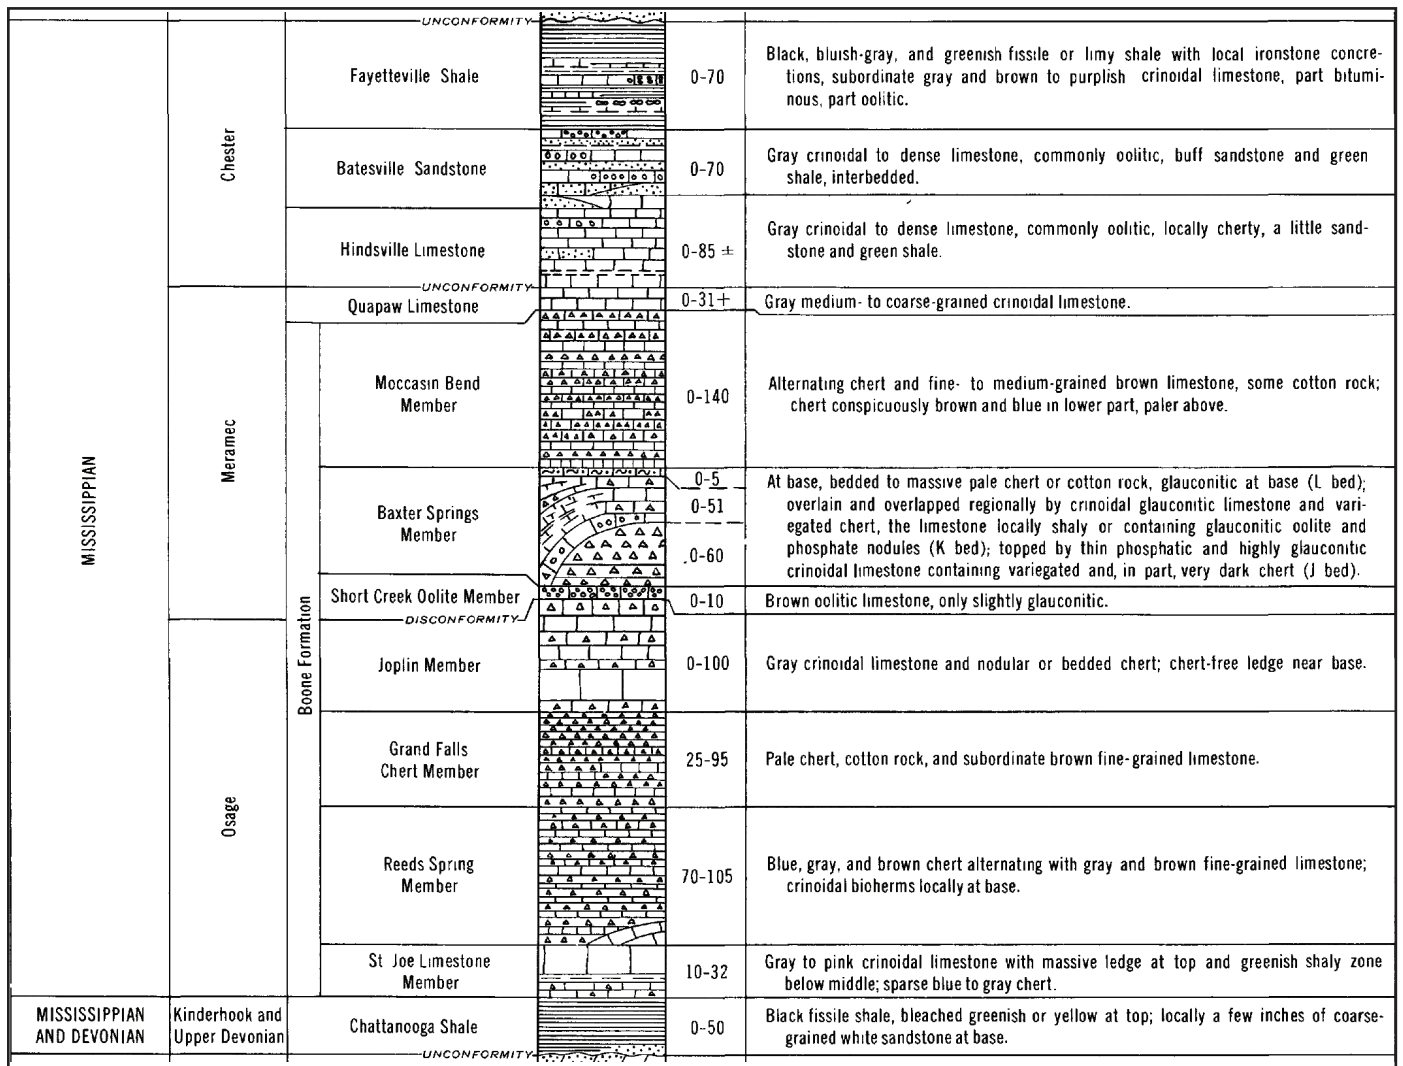 UNCONFORMITY
MISSISSIPPIAN
Chester
Fayetteville Shale
0-70
Black, bluish-gray, and greenish fissile or limy shale with local ironstone concre-
tions, subordinate gray and brown to purplish crinoidal limestone, part bitumi-
nous, part oolitic.
Batesville Sandstone
0-70
Gray crinoidal to dense limestone, commonly oolitic, buff sandstone and green
shale, interbedded.
Hindsville Limestone
0-85 ±
Gray crinoidal to dense limestone, commonly oolitic, locally cherty, a little sand-
stone and green shale.
UNCONFORMITY
Meramec
Quapaw Limestone
0-31+
Gray medium- to coarse-grained crinoidal limestone.
Boone Formation
Moccasin Bend
Member
0-140
Alternating chert and fine- to medium-grained brown limestone, some cotton rock;
chert conspicuously brown and blue in lower part, paler above.
Baxter Springs
Member
0-5
0-51
0-60
At base, bedded to massive pale chert or cotton rock, glauconitic at base (L bed);
overlain and overlapped regionally by crinoidal glauconitic limestone and vari-
egated chert, the limestone locally shaly or containing glauconitic oolite and
phosphate nodules (K bed); topped by thin phosphatic and highly glauconitic
crinoidal limestone containing variegated and, in part, very dark chert (J bed).
Short Creek Oolite Member
0-10
Brown oolitic limestone, only slightly glauconitic.
DISCONFORMITY
Osage
Joplin Member
0-100
Gray crinoidal limestone and nodular or bedded chert; chert-free ledge near base.
Grand Falls
Chert Member
25-95
Pale chert, cotton rock, and subordinate brown fine-grained limestone.
Reeds Spring
Member
70-105
Blue, gray, and brown chert alternating with gray and brown fine-grained limestone;
crinoidal bioherms locally at base.
St Joe Limestone
Member
10-32
Gray to pink crinoidal limestone with massive ledge at top and greenish shaly zone
below middle; sparse blue to gray chert.
MISSISSIPPIAN
AND DEVONIAN
Kinderhook and
Upper Devonian
Chattanooga Shale
0-50
Black fissile shale, bleached greenish or yellow at top; locally a few inches of coarse-
grained white sandstone at base.
UNCONFORMITY